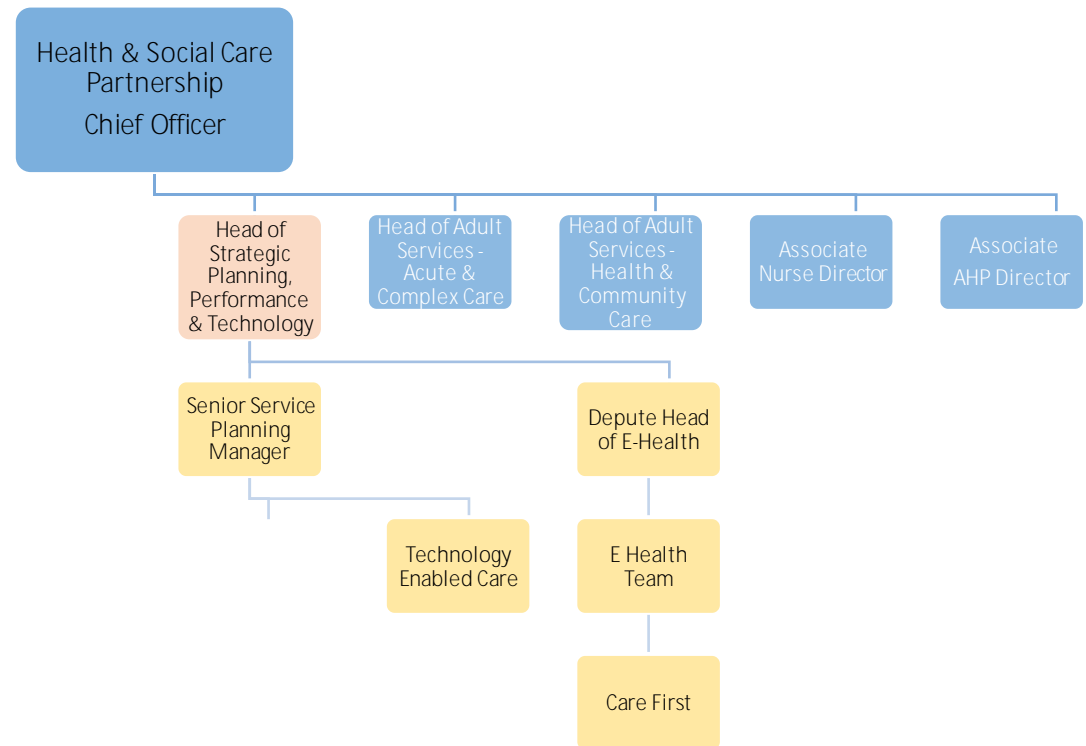 Health & Social Care
Partnership
Chief Officer
Head of
Strategic
Planning,
Performance
& Technology
Head of Adult
Services -
Acute &
Complex Care
Head of Adult
Services -
Health &
Community
Care
Associate
Nurse Director
Associate
AHP Director
Senior Service
Planning
Manager
Depute Head
of E-Health
Technology
Enabled Care
E Health
Team
Care First